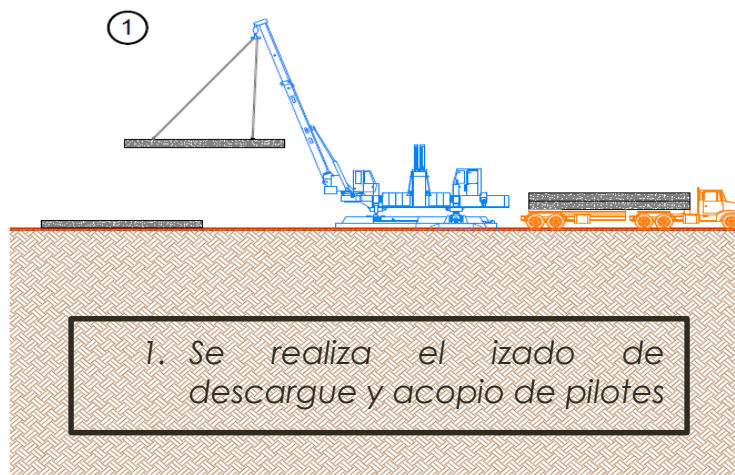 1
1. Se realiza el izado de
descargue y acopio de pilotes